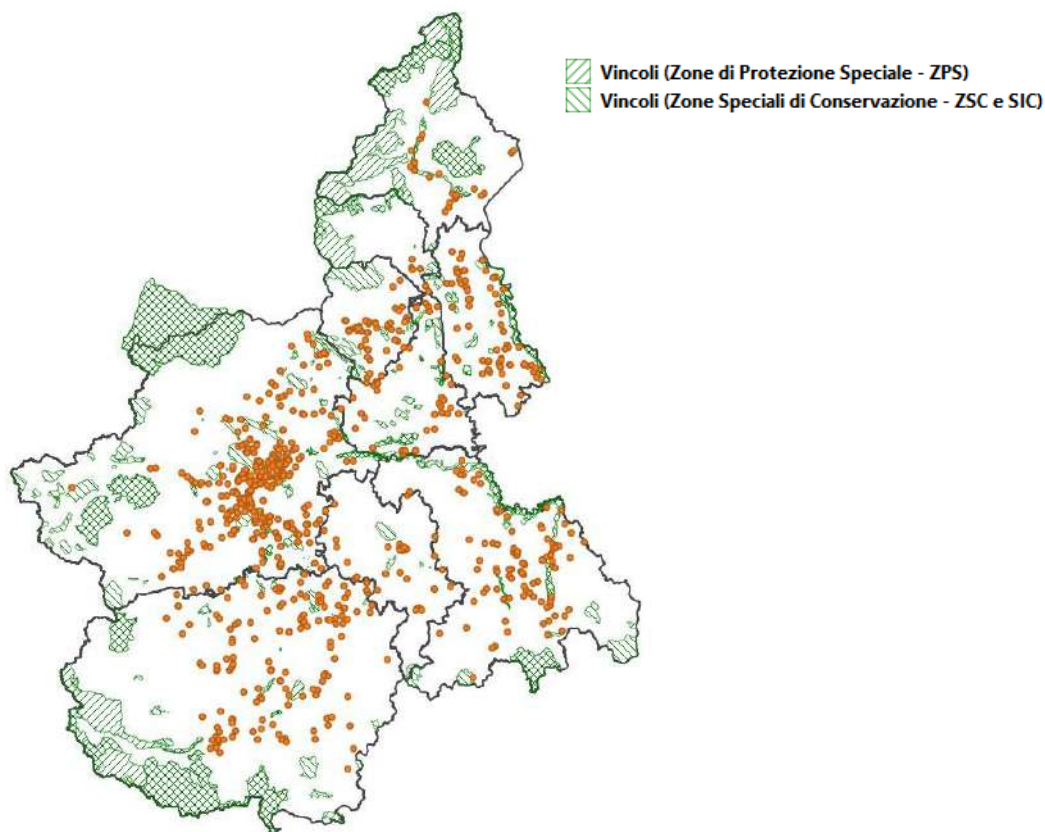 Vincoli (Zone di Protezione Speciale - ZPS)
Vincoli (Zone Speciali di Conservazione - ZSC e SIC)